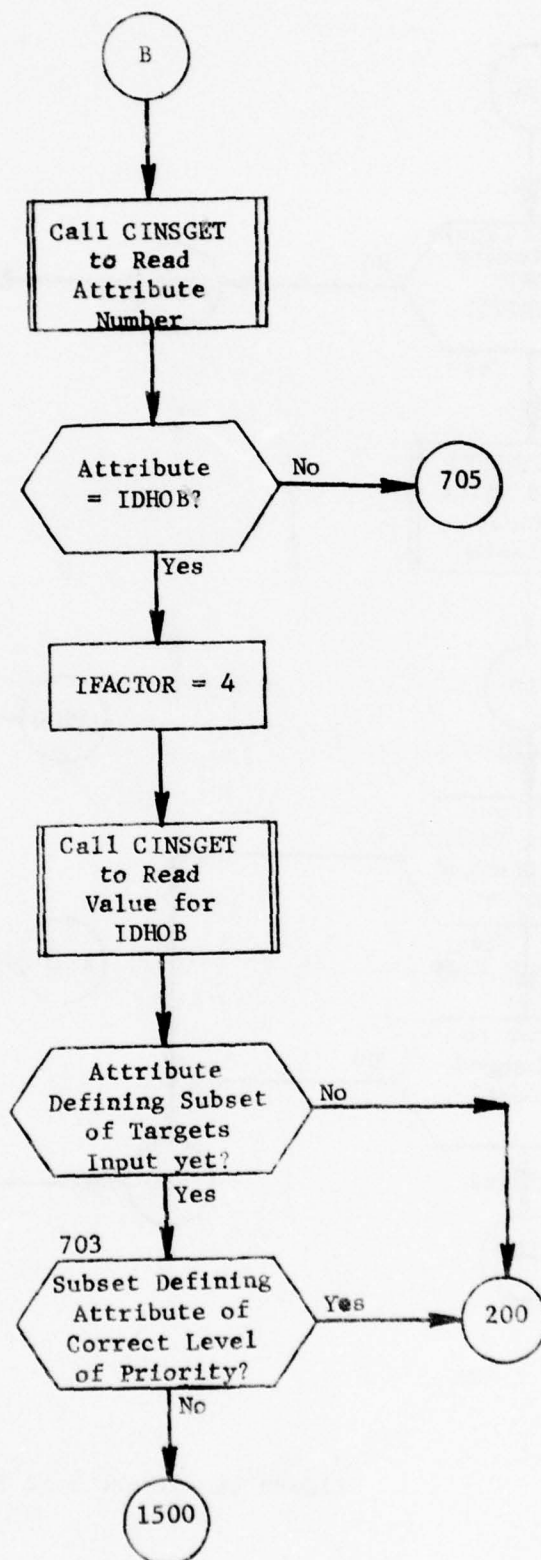 B
Call CINSGET
to Read
Attribute
Number
Attribute
= IDHOB?
No
705
Yes
IFACTOR = 4
Call CINSGET
to Read
Value for
IDHOB
Attribute
Defining Subset
of Targets
Input yet?
No
Yes
703
Subset Defining
Attribute of
Correct Level
of Priority?
Yes
200
No
1500